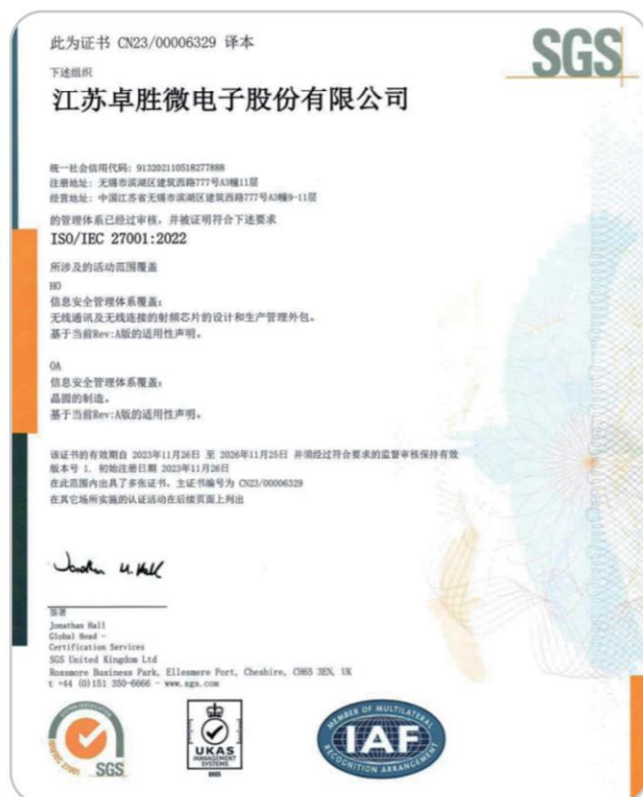 此为证书 CN23/00006329 译本
SGS
下述组织
江苏卓胜微电子股份有限公司
统一社会信用代码: 913202110518277888
注册地址: 无锡市滨湖区建筑西路777号A3幢11层
经营地址: 中国江苏省无锡市滨湖区建筑西路777号A3幢9-11层
的管理体系已经过审核, 并被证明符合下述要求
ISO/IEC 27001:2022
所涉及的活动范围覆盖
HO
信息安全管理体系覆盖:
无线通讯及无线连接的射频芯片的设计和生产管理外包。
基于当前Rev:A版的适用性声明。
OA
信息安全管理体系覆盖:
晶圆的制造。
基于当前Rev:A版的适用性声明。
该证书的有效期自 2023年11月26日 至 2026年11月25日 并须经过符合要求的监督审核保持有效
版本号 1. 初始注册日期 2023年11月26日
在此范围内出具了多张证书, 主证书编号为 CN23/00006329
在其它场所实施的认证活动在后续页面上列出
签署
Jonathan Hall
Global Head -
Certification Services
SGS United Kingdom Ltd
Rossmore Business Park, Ellesmere Port, Cheshire, CH65 3EN, UK
t +44 (0)151 350-6666 - www.sgs.com
SYSTEM CERTIFICATION
ISO/IEC 27001
SGS
UKAS
MANAGEMENT
SYSTEMS
0005
MEMBER OF MULTILATERAL
IAF
RECOGNITION ARRANGEMENT